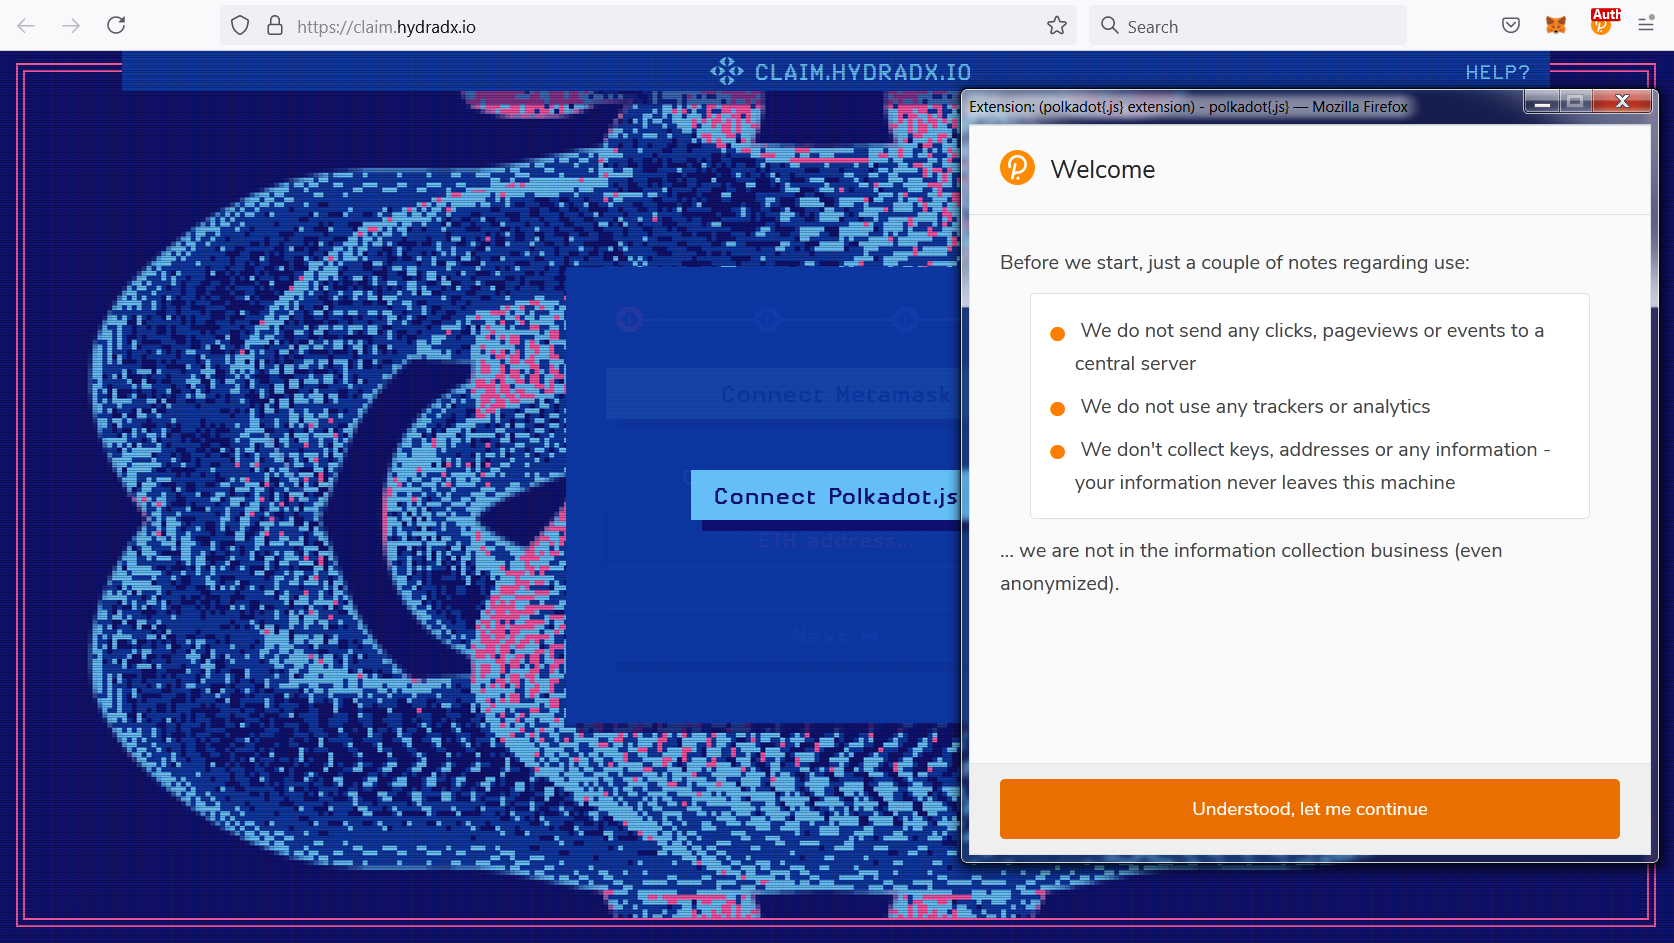 https://claim.hydradx.io
Search
Auth
CLAIM.HYDRADX.IO
HELP?
Extension: (polkadot{.js} extension) - polkadot{.js} — Mozilla Firefox
Welcome
Before we start, just a couple of notes regarding use:
We do not send any clicks, pageviews or events to a
central server
We do not use any trackers or analytics
We don't collect keys, addresses or any information -
your information never leaves this machine
... we are not in the information collection business (even
anonymized).
Understood, let me continue
Connect Metamask
Connect Polkadot.js
ETH address...
Next